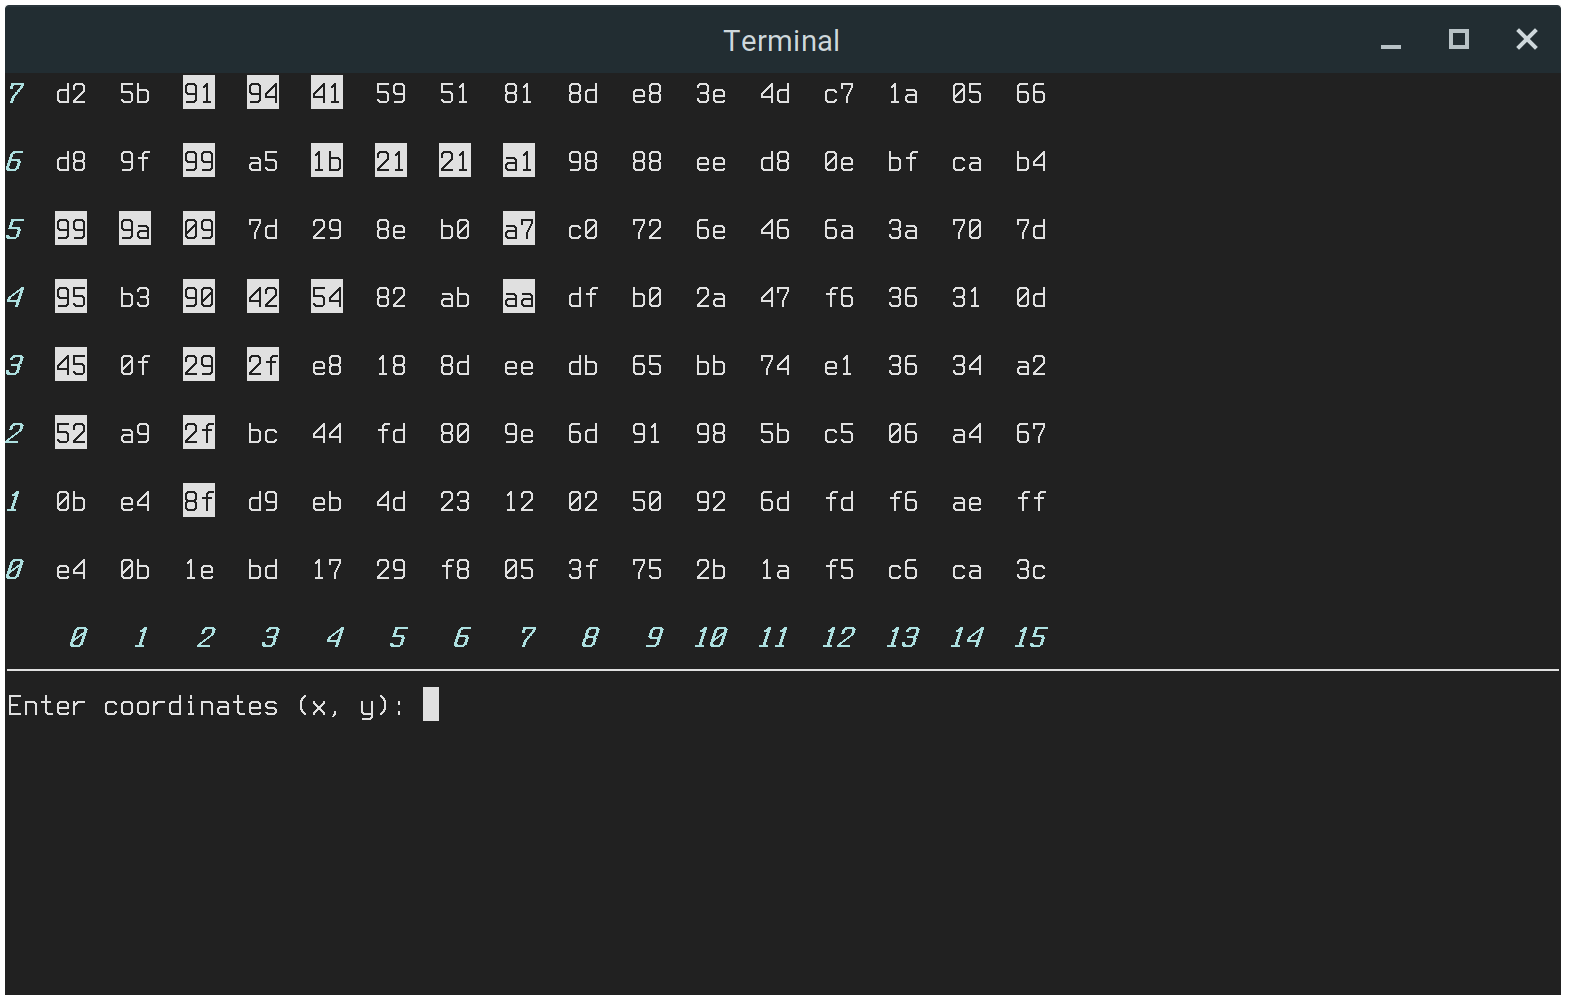 Terminal
7 d2 5b 91 94 41 59 51 81 8d e8 3e 4d c7 1a 05 66
6 d8 9f 99 a5 1b 21 21 a1 98 88 ee d8 0e bf ca b4
5 99 9a 09 7d 29 8e b0 a7 c0 72 6e 46 6a 3a 70 7d
4 95 b3 90 42 54 82 ab aa df b0 2a 47 f6 36 31 0d
3 45 0f 29 2f e8 18 8d ee db 65 bb 74 e1 36 34 a2
2 52 a9 2f bc 44 fd 80 9e 6d 91 98 5b c5 06 a4 67
1 0b e4 8f d9 eb 4d 23 12 02 50 92 6d fd f6 ae ff
0 e4 0b 1e bd 17 29 f8 05 3f 75 2b 1a f5 c6 ca 3c
0 1 2 3 4 5 6 7 8 9 10 11 12 13 14 15
Enter coordinates (x, y):